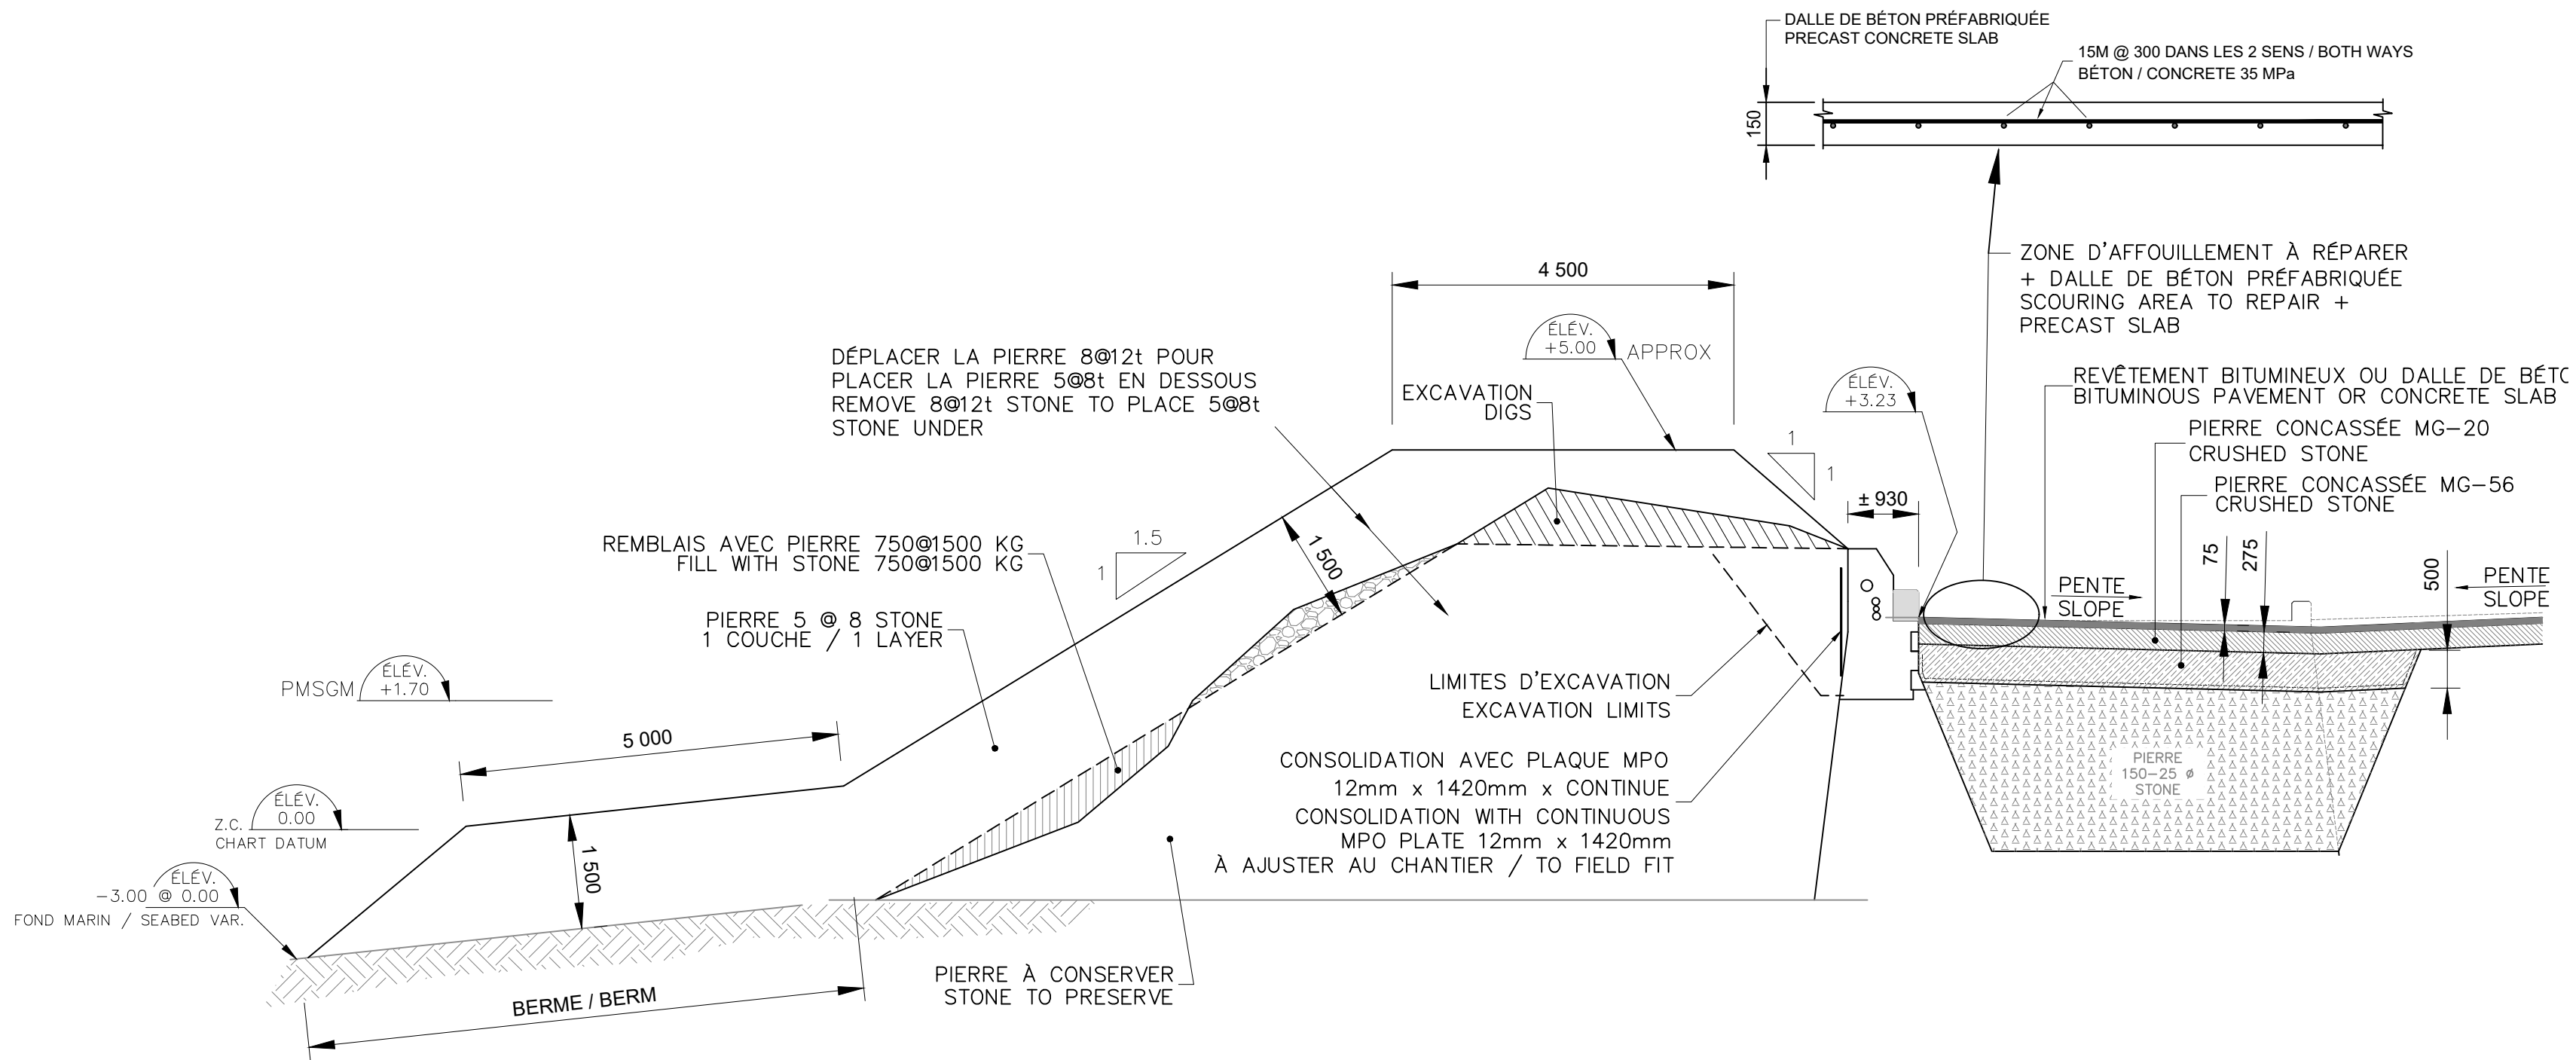 DALLE DE BÉTON PRÉFABRIQUÉE
PRECAST CONCRETE SLAB
15M @ 300 DANS LES 2 SENS / BOTH WAYS
BÉTON / CONCRETE 35 MPa
150
ZONE D'AFFOUILLEMENT À RÉPARER
+ DALLE DE BÉTON PRÉFABRIQUÉE
SCOURING AREA TO REPAIR +
PRECAST SLAB
4 500
ÉLÉV.
+5.00
APPROX
DÉPLACER LA PIERRE 8@12t POUR
PLACER LA PIERRE 5@8t EN DESSOUS
REMOVE 8@12t STONE TO PLACE 5@8t
STONE UNDER
EXCAVATION
DIGS
ÉLÉV.
+3.23
REVÊTEMENT BITUMINEUX OU DALLE DE BÉTO
BITUMINOUS PAVEMENT OR CONCRETE SLAB
PIERRE CONCASSÉE MG-20
CRUSHED STONE
PIERRE CONCASSÉE MG-56
CRUSHED STONE
1
1
± 930
1.5
1
REMBLAIS AVEC PIERRE 750@1500 KG
FILL WITH STONE 750@1500 KG
1 500
75
275
500
PENTE
SLOPE
PENTE
SLOPE
PIERRE 5 @ 8 STONE
1 COUCHE / 1 LAYER
PMSGM
ÉLÉV.
+1.70
LIMITES D'EXCAVATION
EXCAVATION LIMITS
5 000
CONSOLIDATION AVEC PLAQUE MPO
12mm x 1420mm x CONTINUE
CONSOLIDATION WITH CONTINUOUS
MPO PLATE 12mm x 1420mm
À AJUSTER AU CHANTIER / TO FIELD FIT
PIERRE
150-25 ø
STONE
ÉLÉV.
0.00
Z.C.
CHART DATUM
1 500
ÉLÉV.
-3.00 @ 0.00
FOND MARIN / SEABED VAR.
PIERRE À CONSERVER
STONE TO PRESERVE
BERME / BERM